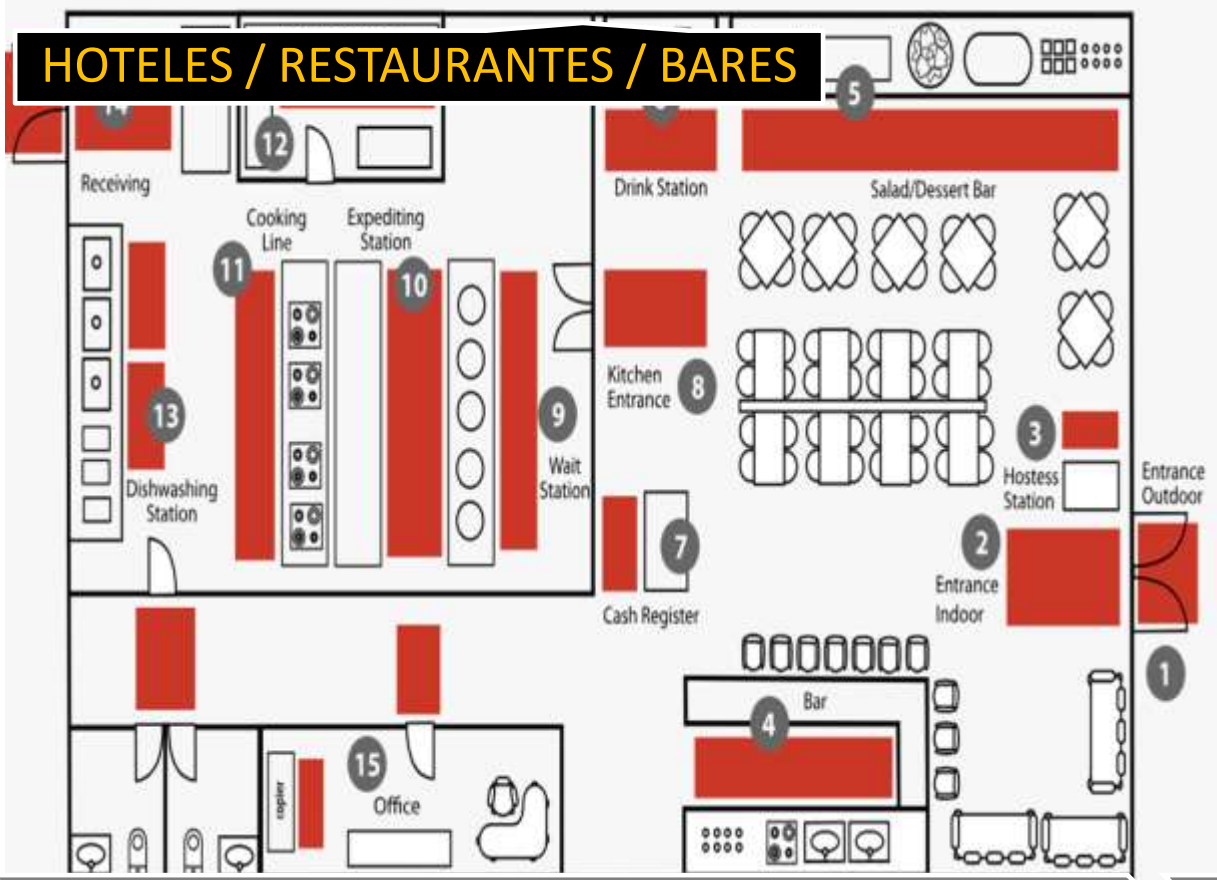 HOTELES / RESTAURANTES / BARES
5
14
12
Receiving
Drink Station
Salad/Dessert Bar
Cooking
Line
Expediting
Station
11
10
Kitchen
Entrance
8
13
9
3
Wait
Station
Hostess
Station
Entrance
Outdoor
Dishwashing
Station
7
2
Entrance
Indoor
Cash Register
1
Bar
4
15
Office
copier